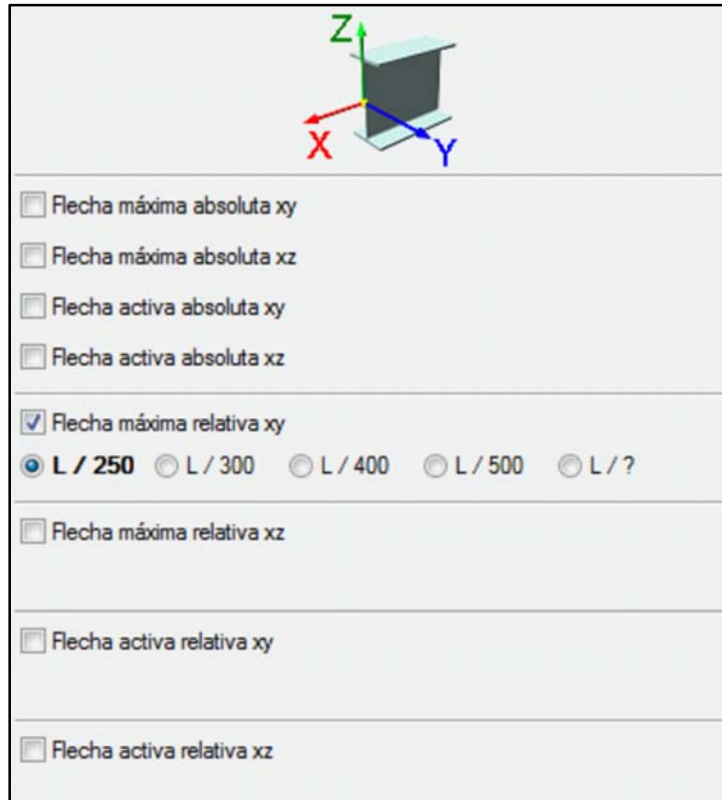 Z
X
Y
Flecha máxima absoluta xy
Flecha máxima absoluta xz
Flecha activa absoluta xy
Flecha activa absoluta xz
Flecha máxima relativa xy
L / 250 L / 300 L / 400 L / 500 L / ?
Flecha máxima relativa xz
Flecha activa relativa xy
Flecha activa relativa xz